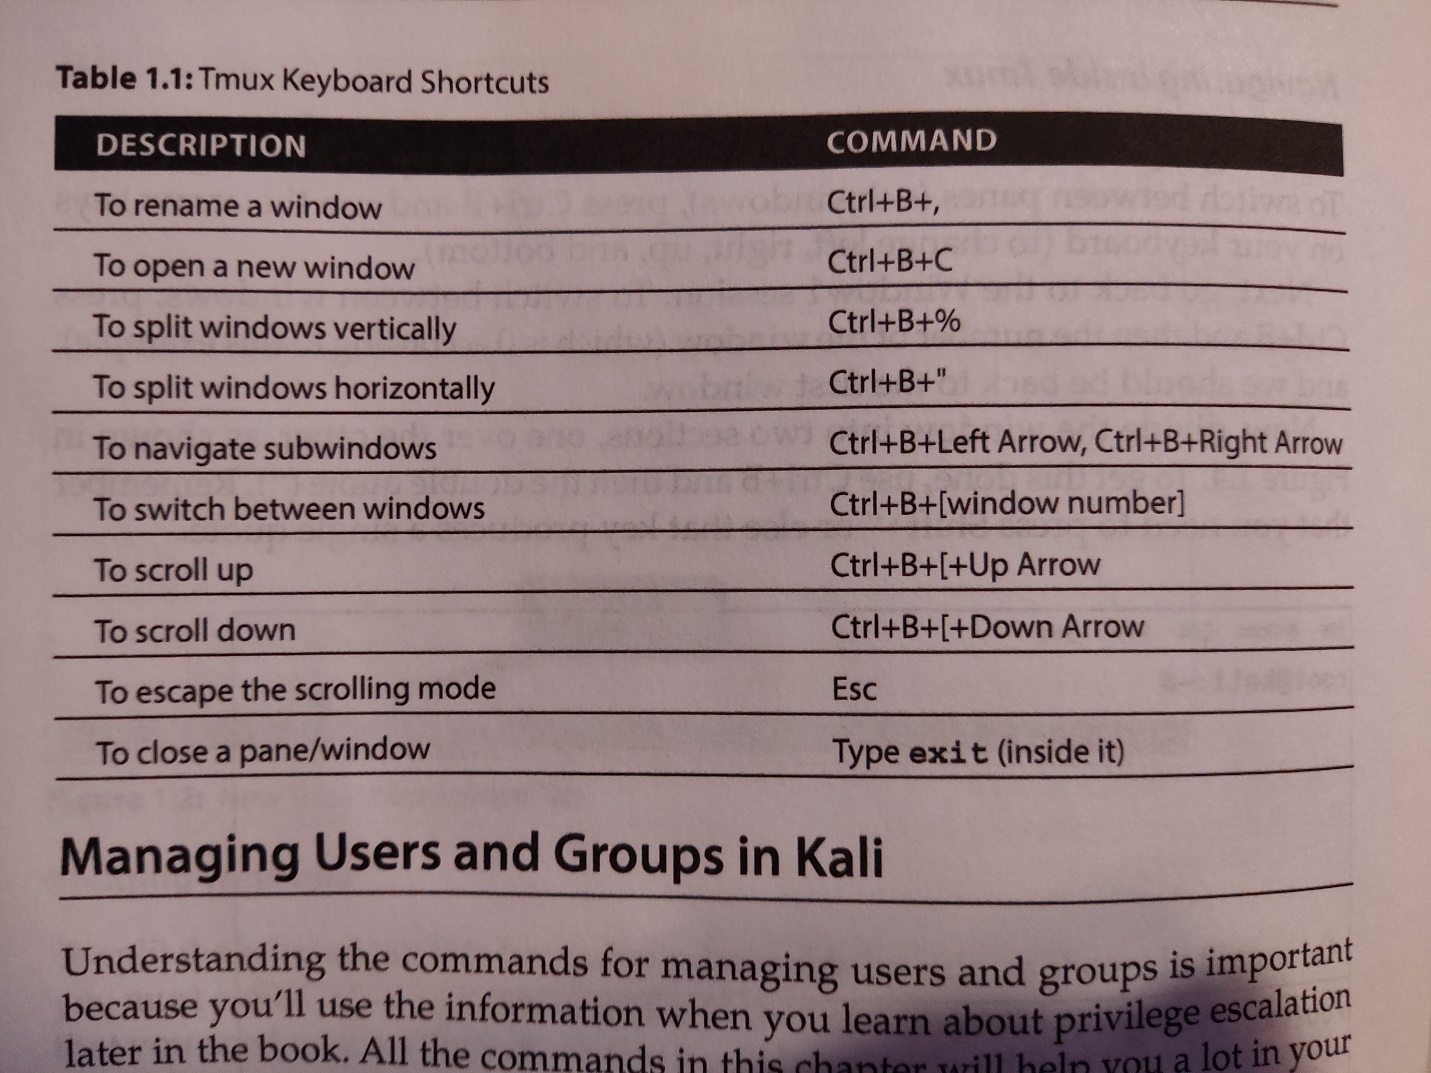 Table 1.1: Tmux Keyboard Shortcuts
DESCRIPTION COMMAND
To rename a window Ctrl+B+,
To open a new window Ctrl+B+C
To split windows vertically Ctrl+B+%
To split windows horizontally Ctrl+B+"
To navigate subwindows Ctrl+B+Left Arrow, Ctrl+B+Right Arrow
To switch between windows Ctrl+B+[window number]
To scroll up Ctrl+B+[+Up Arrow
To scroll down Ctrl+B+[+Down Arrow
To escape the scrolling mode Esc
To close a pane/window Type exit (inside it)
Managing Users and Groups in Kali
Understanding the commands for managing users and groups is important
because you'll use the information when you learn about privilege escalation
later in the book. All the commands in this chapter will help you a lot in your